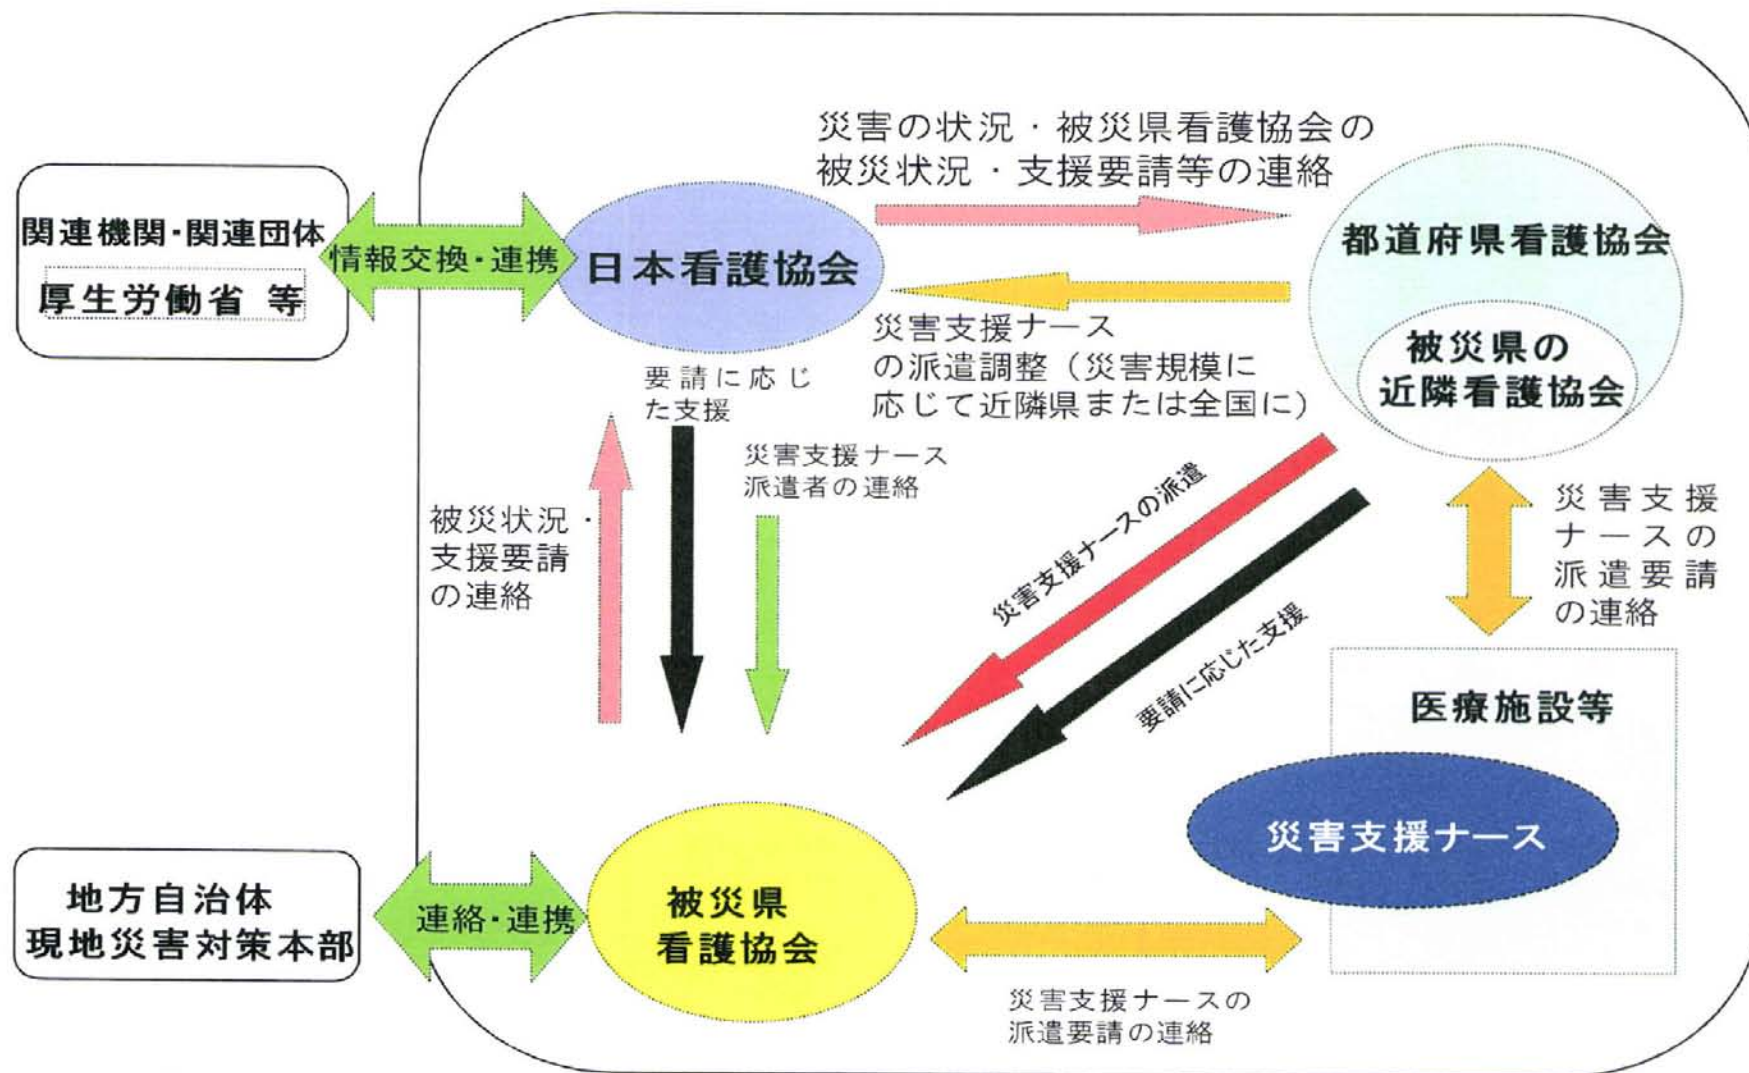 災害の状況・被災県看護協会の
被災状況・支援要請等の連絡
関連機関・関連団体
厚生労働省 等
情報交換・連携
日本看護協会
都道府県看護協会
被災県の
近隣看護協会
災害支援ナース
の派遣調整（災害規模に
応じて近隣県または全国に）
要請に応じ
た支援
災害支援ナース
派遣者の連絡
被災状況・
支援要請
の連絡
災害支援ナースの派遣
要請に応じた支援
災害支援
ナースの
派遣要請
の連絡
医療施設等
災害支援ナース
地方自治体
現地災害対策本部
連絡・連携
被災県
看護協会
災害支援ナースの
派遣要請の連絡